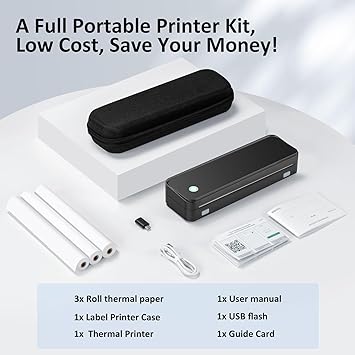 A Full Portable Printer Kit,
Low Cost, Save Your Money!
3x Roll thermal paper
1x User manual
1x Label Printer Case
1x USB flash
1x Thermal Printer
1x Guide Card